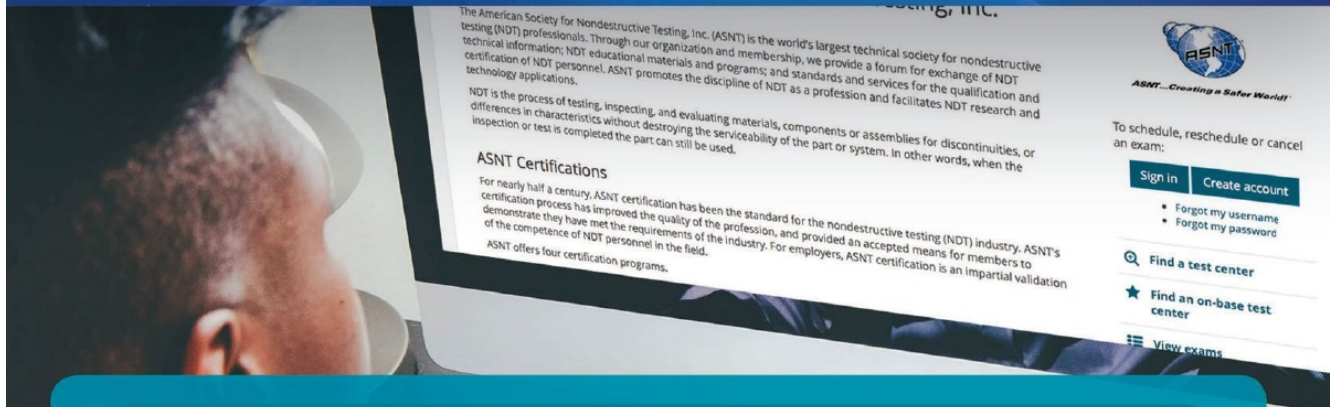 The American Society for Nondestructive Testing, Inc. (ASNT) is the world's largest technical society for nondestructive
testing (NDT) professionals. Through our organization and membership, we provide a forum for exchange of NDT
technical information; NDT educational materials and programs; and standards and services for the qualification and
certification of NDT personnel. ASNT promotes the discipline of NDT as a profession and facilitates NDT research and
technology applications.
NDT is the process of testing, inspecting, and evaluating materials, components or assemblies for discontinuities, or
differences in characteristics without destroying the serviceability of the part or system. In other words, when the
inspection or test is completed the part can still be used.
ASNT Certifications
For nearly half a century, ASNT certification has been the standard for the nondestructive testing (NDT) industry. ASNT's
certification process has improved the quality of the profession, and provided an accepted means for members to
demonstrate they have met the requirements of the industry. For employers, ASNT certification is an impartial validation
of the competence of NDT personnel in the field.
ASNT offers four certification programs.
ASNT
ASNT...Creating a Safer World!
To schedule, reschedule or cancel
an exam:
Sign in
Create account
Forgot my username
Forgot my password
Find a test center
Find an on-base test
center
View exams